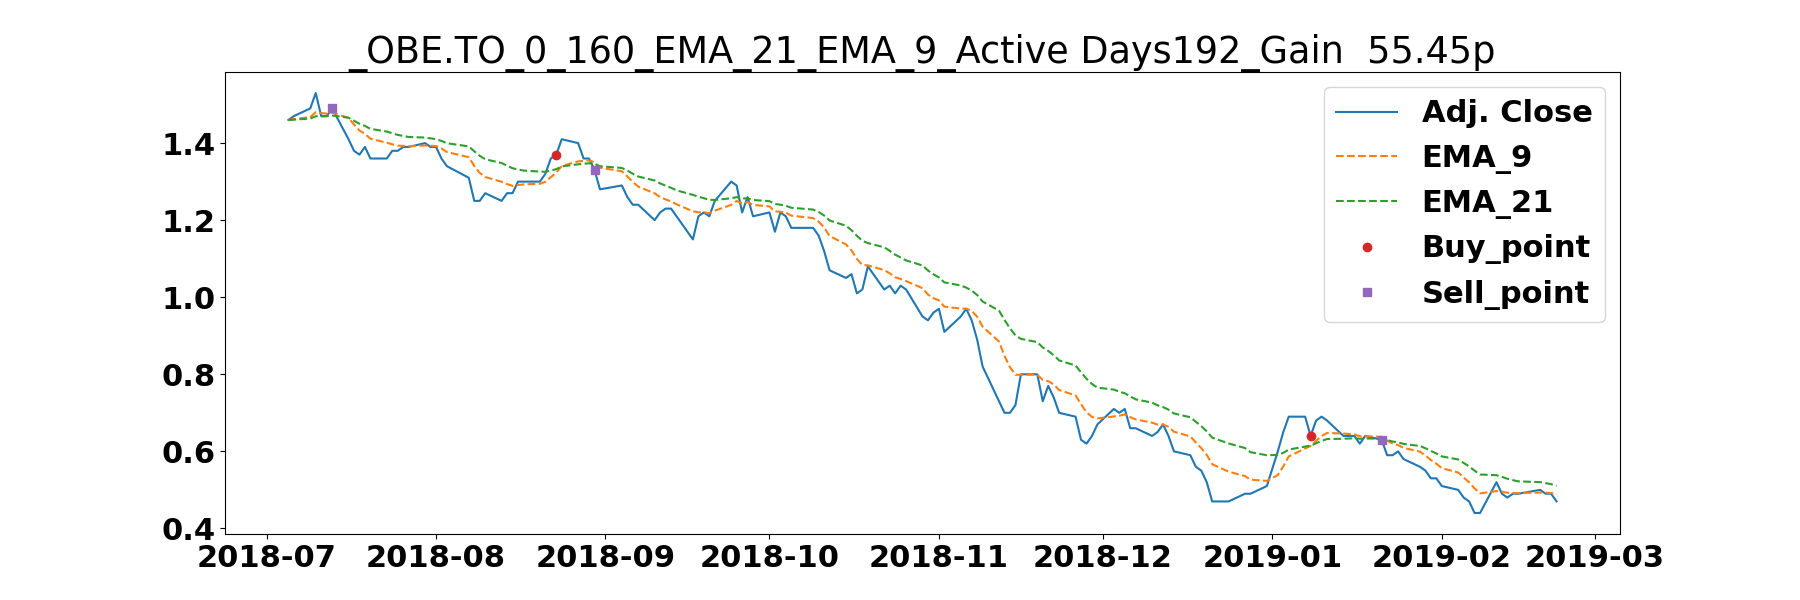 _OBE.TO_0_160_EMA_21_EMA_9_Active Days192_Gain  55.45p
Adj. Close
EMA_9
EMA_21
Buy_point
Sell_point
1.4
1.2
1.0
0.8
0.6
0.4
2018-07 2018-08 2018-09 2018-10 2018-11 2018-12 2019-01 2019-02 2019-03